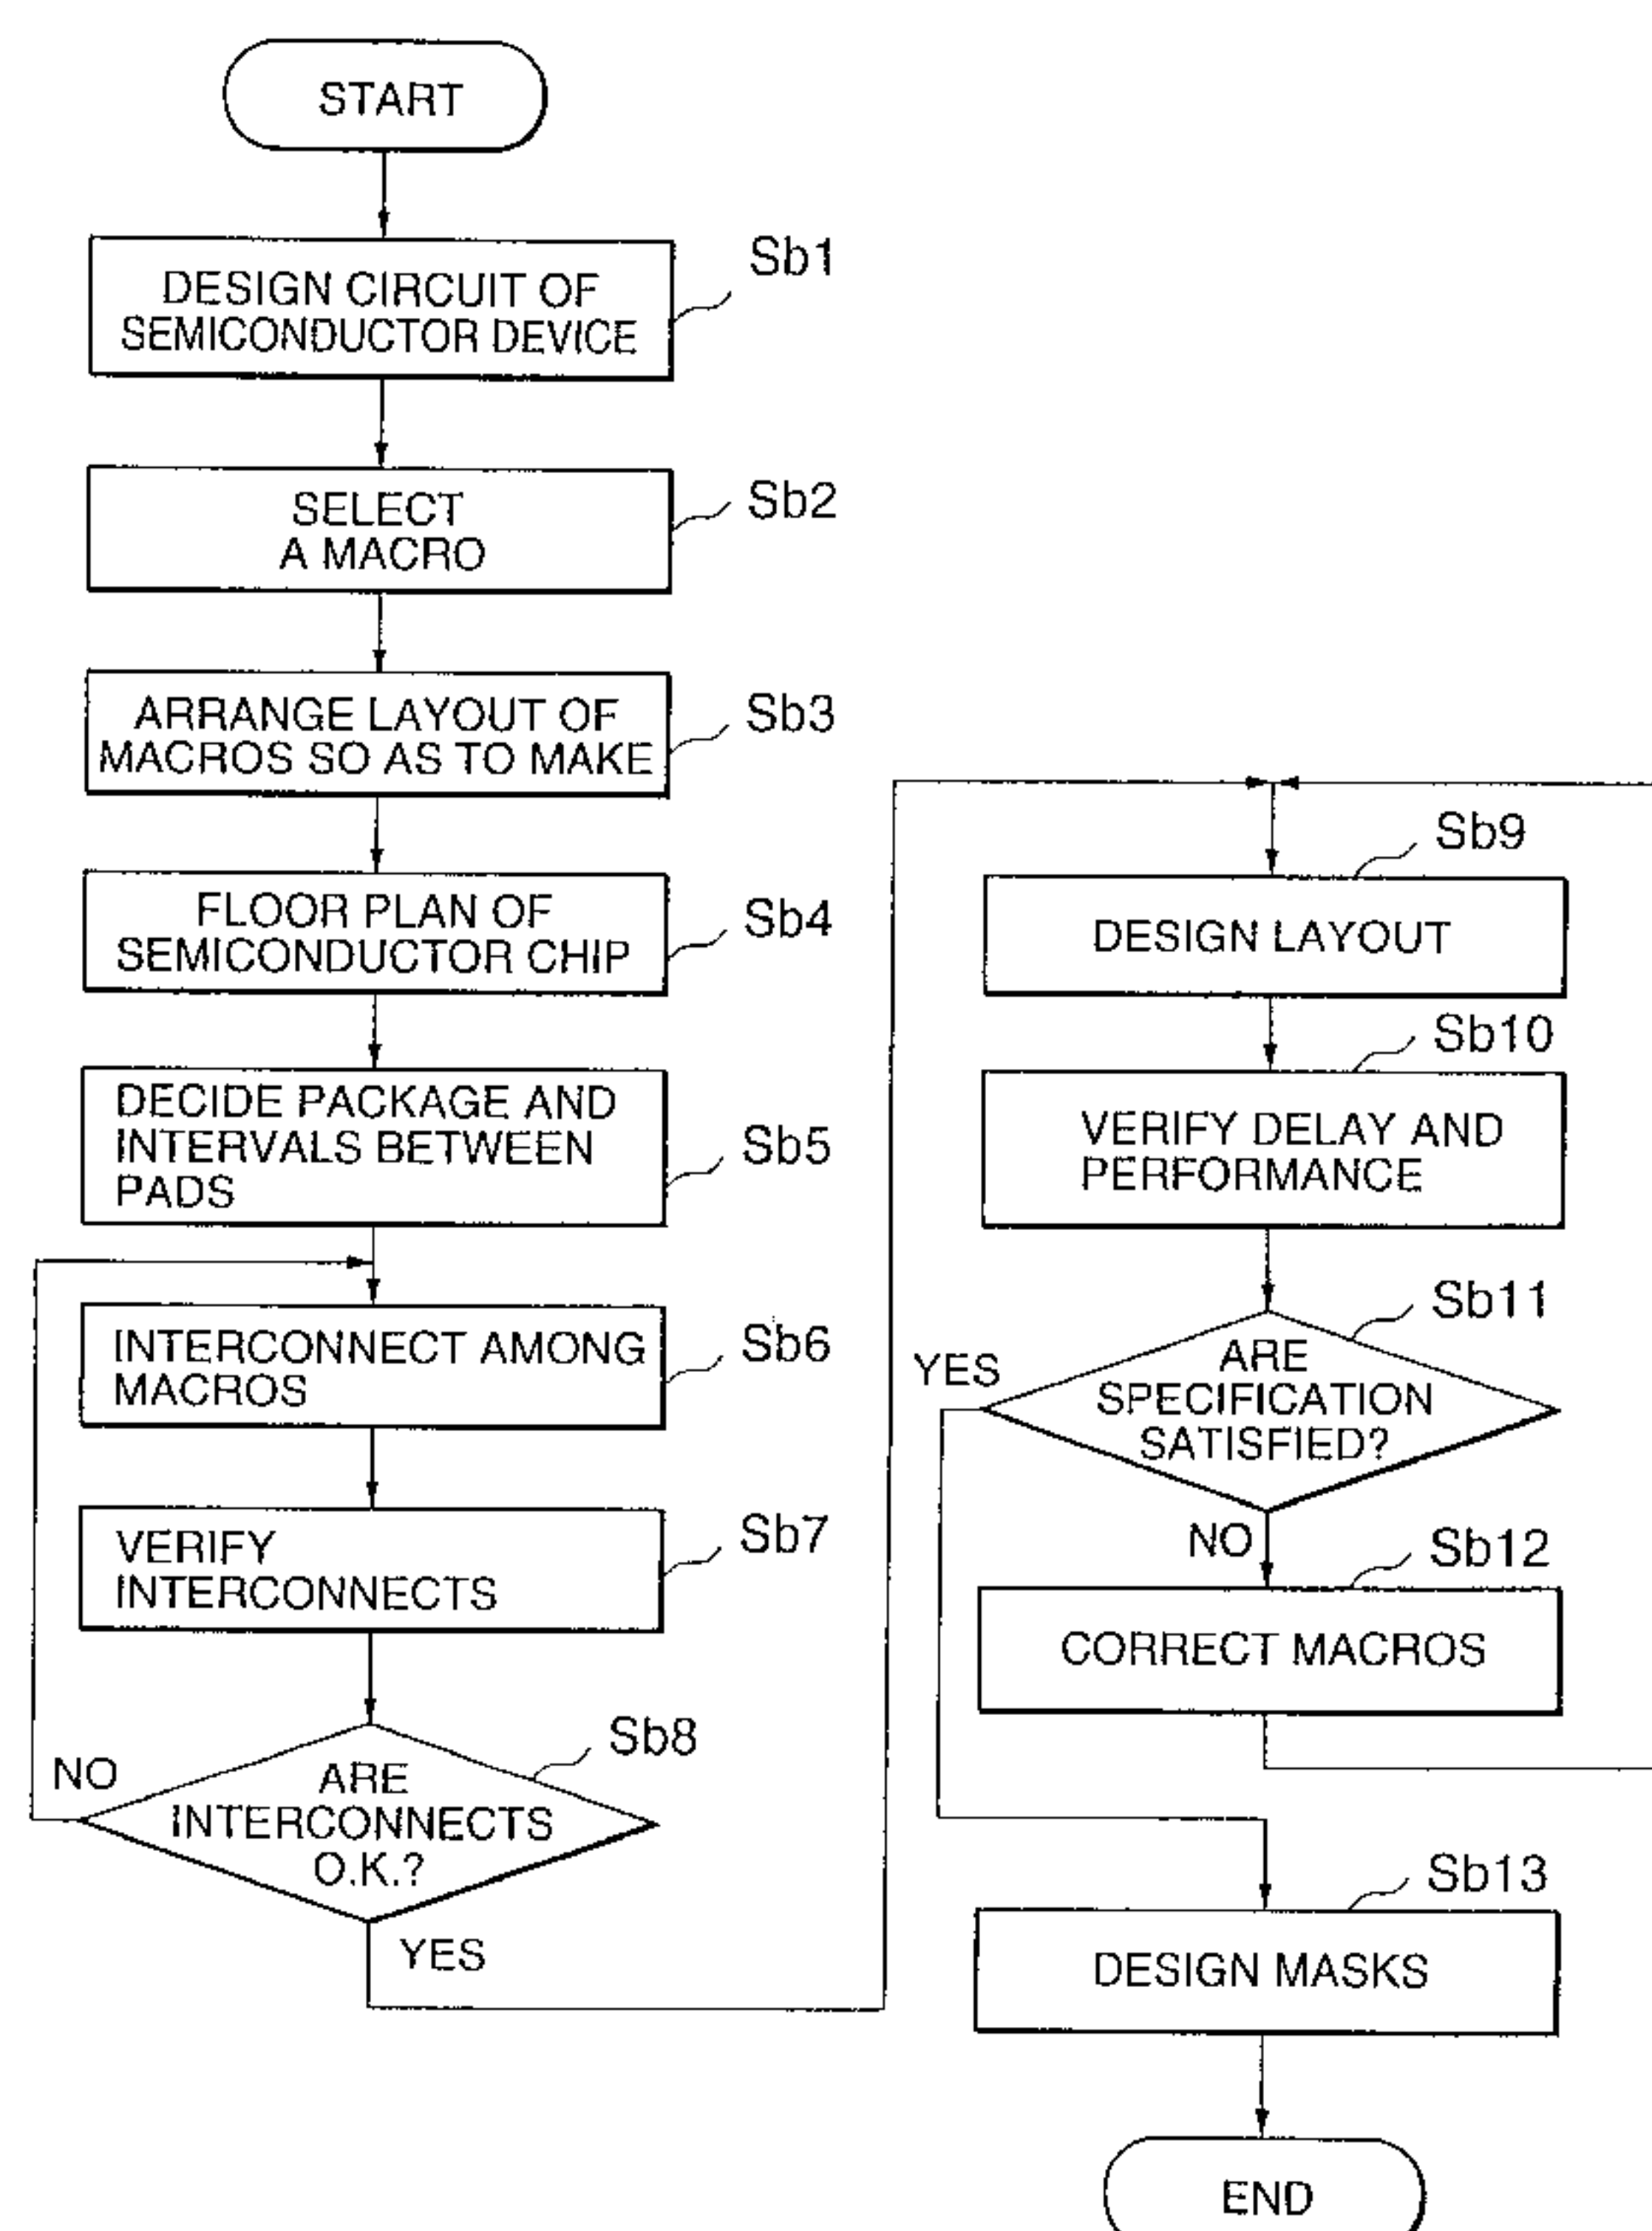 START
Sb1
DESIGN CIRCUIT OF
SEMICONDUCTOR DEVICE
Sb2
SELECT
A MACRO
Sb3
ARRANGE LAYOUT OF
MACROS SO AS TO MAKE
Sb4
FLOOR PLAN OF
SEMICONDUCTOR CHIP
Sb5
DECIDE PACKAGE AND
INTERVALS BETWEEN
PADS
Sb6
INTERCONNECT AMONG
MACROS
Sb7
VERIFY
INTERCONNECTS
Sb8
NO
ARE
INTERCONNECTS
O.K.?
YES
Sb9
DESIGN LAYOUT
Sb10
VERIFY DELAY AND
PERFORMANCE
Sb11
YES
ARE
SPECIFICATION
SATISFIED?
NO
Sb12
CORRECT MACROS
Sb13
DESIGN MASKS
END